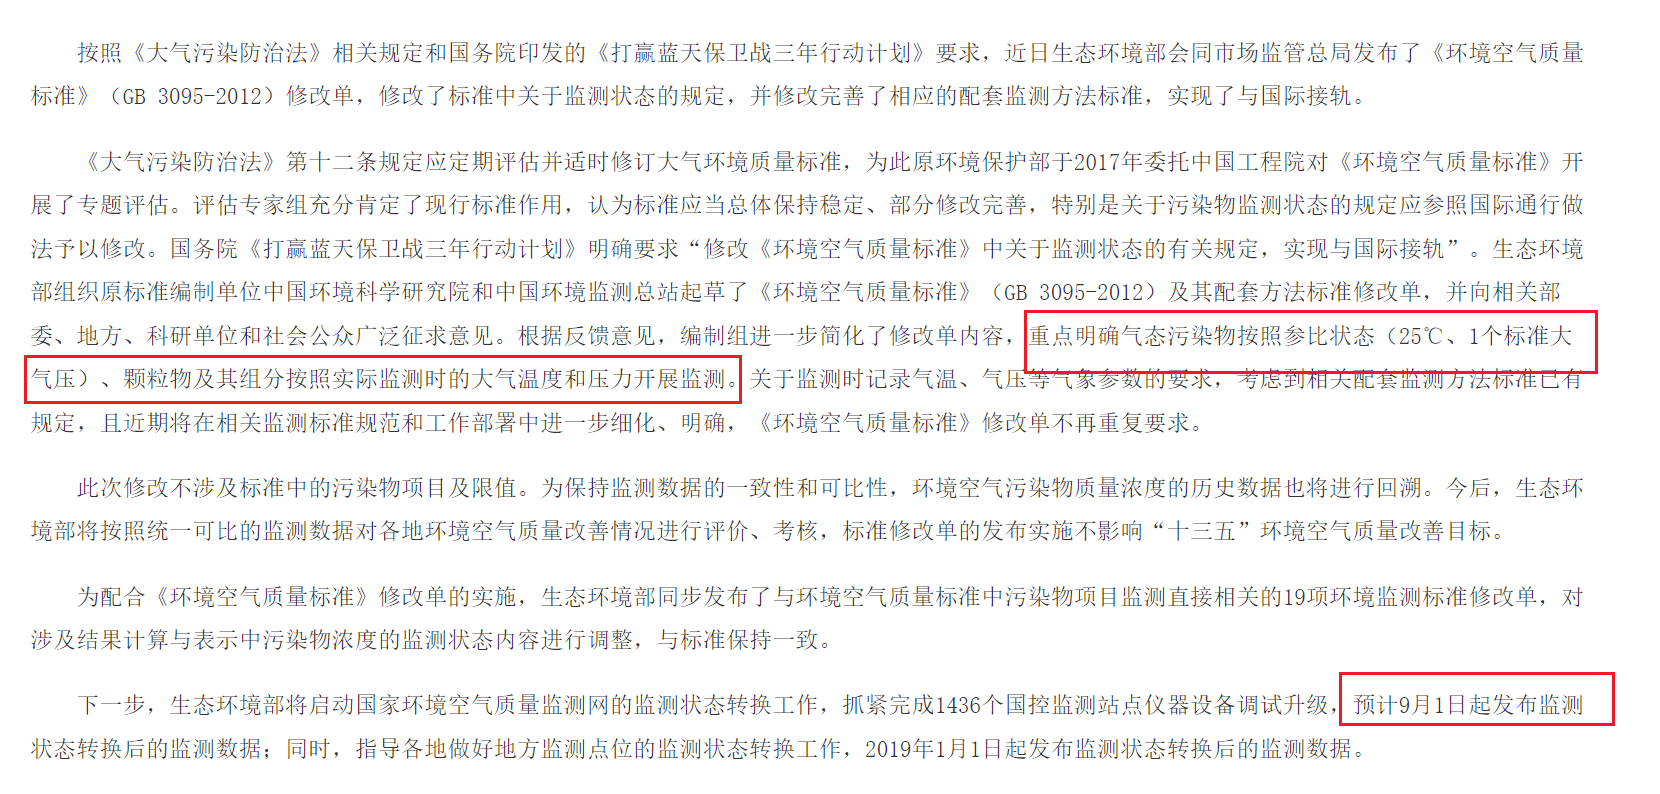 按照《大气污染防治法》相关规定和国务院印发的《打赢蓝天保卫战三年行动计划》要求，近日生态环境部会同市场监管总局发布了《环境空气质量
标准》（GB 3095-2012）修改单，修改了标准中关于监测状态的规定，并修改完善了相应的配套监测方法标准，实现了与国际接轨。
《大气污染防治法》第十二条规定应定期评估并适时修订大气环境质量标准，为此原环境保护部于2017年委托中国工程院对《环境空气质量标准》开
展了专题评估。评估专家组充分肯定了现行标准作用，认为标准应当总体保持稳定、部分修改完善，特别是关于污染物监测状态的规定应参照国际通行做
法予以修改。国务院《打赢蓝天保卫战三年行动计划》明确要求“修改《环境空气质量标准》中关于监测状态的有关规定，实现与国际接轨”。生态环境
部组织原标准编制单位中国环境科学研究院和中国环境监测总站起草了《环境空气质量标准》（GB 3095-2012）及其配套方法标准修改单，并向相关部
委、地方、科研单位和社会公众广泛征求意见。根据反馈意见，编制组进一步简化了修改单内容，重点明确气态污染物按照参比状态（25℃、1个标准大
气压）、颗粒物及其组分按照实际监测时的大气温度和压力开展监测。关于监测时记录气温、气压等气象参数的要求，考虑到相关配套监测方法标准已有
规定，且近期将在相关监测标准规范和工作部署中进一步细化、明确，《环境空气质量标准》修改单不再重复要求。
此次修改不涉及标准中的污染物项目及限值。为保持监测数据的一致性和可比性，环境空气污染物质量浓度的历史数据也将进行回溯。今后，生态环
境部将按照统一可比的监测数据对各地环境空气质量改善情况进行评价、考核，标准修改单的发布实施不影响“十三五”环境空气质量改善目标。
为配合《环境空气质量标准》修改单的实施，生态环境部同步发布了与环境空气质量标准中污染物项目监测直接相关的19项环境监测标准修改单，对
涉及结果计算与表示中污染物浓度的监测状态内容进行调整，与标准保持一致。
下一步，生态环境部将启动国家环境空气质量监测网的监测状态转换工作，抓紧完成1436个国控监测站点仪器设备调试升级，预计9月1日起发布监测
状态转换后的监测数据；同时，指导各地做好地方监测点位的监测状态转换工作，2019年1月1日起发布监测状态转换后的监测数据。